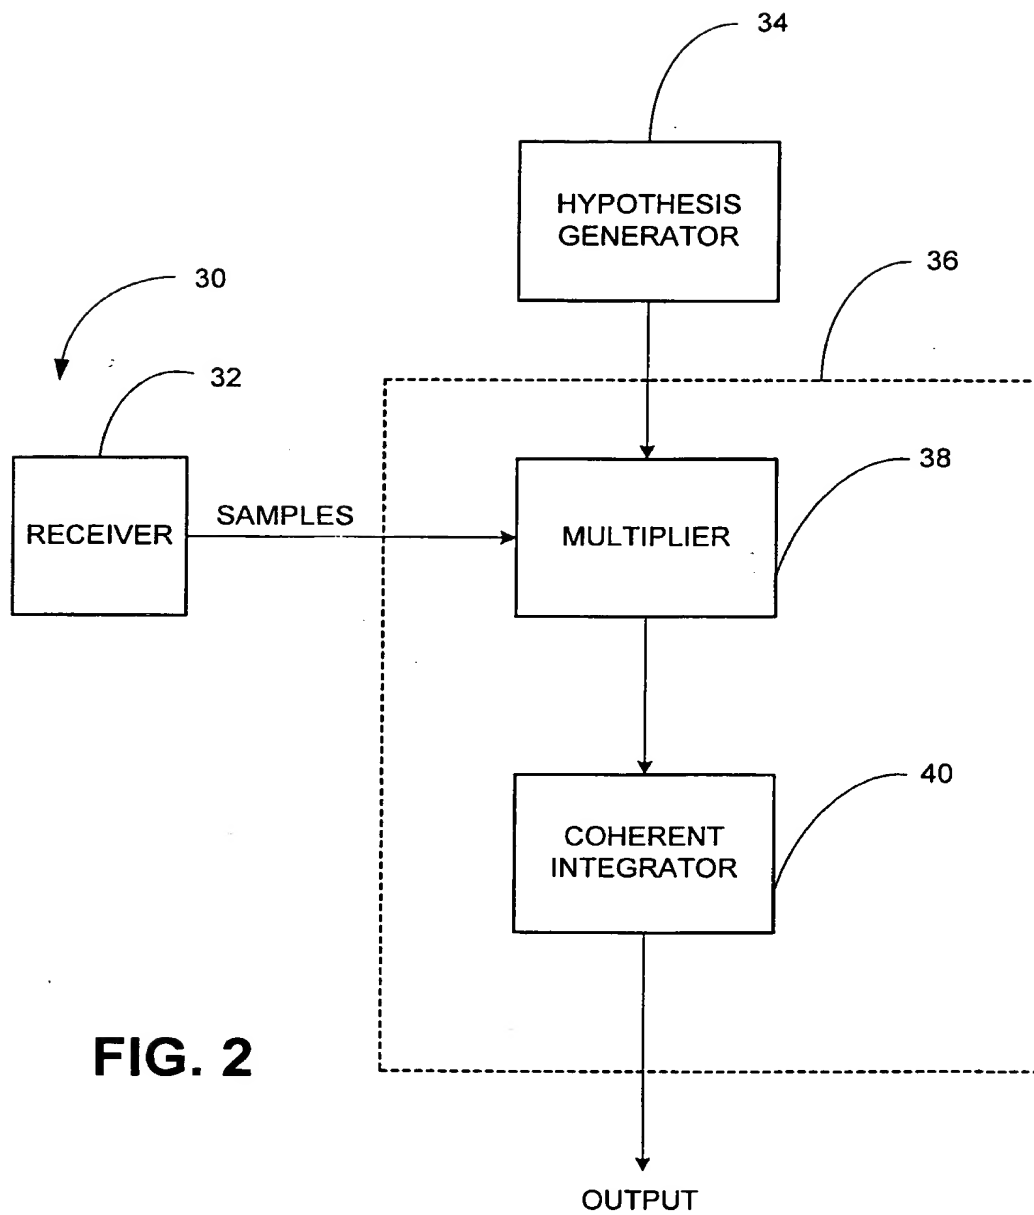 34
HYPOTHESIS
GENERATOR
36
30
32
38
RECEIVER
SAMPLES
MULTIPLIER
40
COHERENT
INTEGRATOR
FIG. 2
OUTPUT